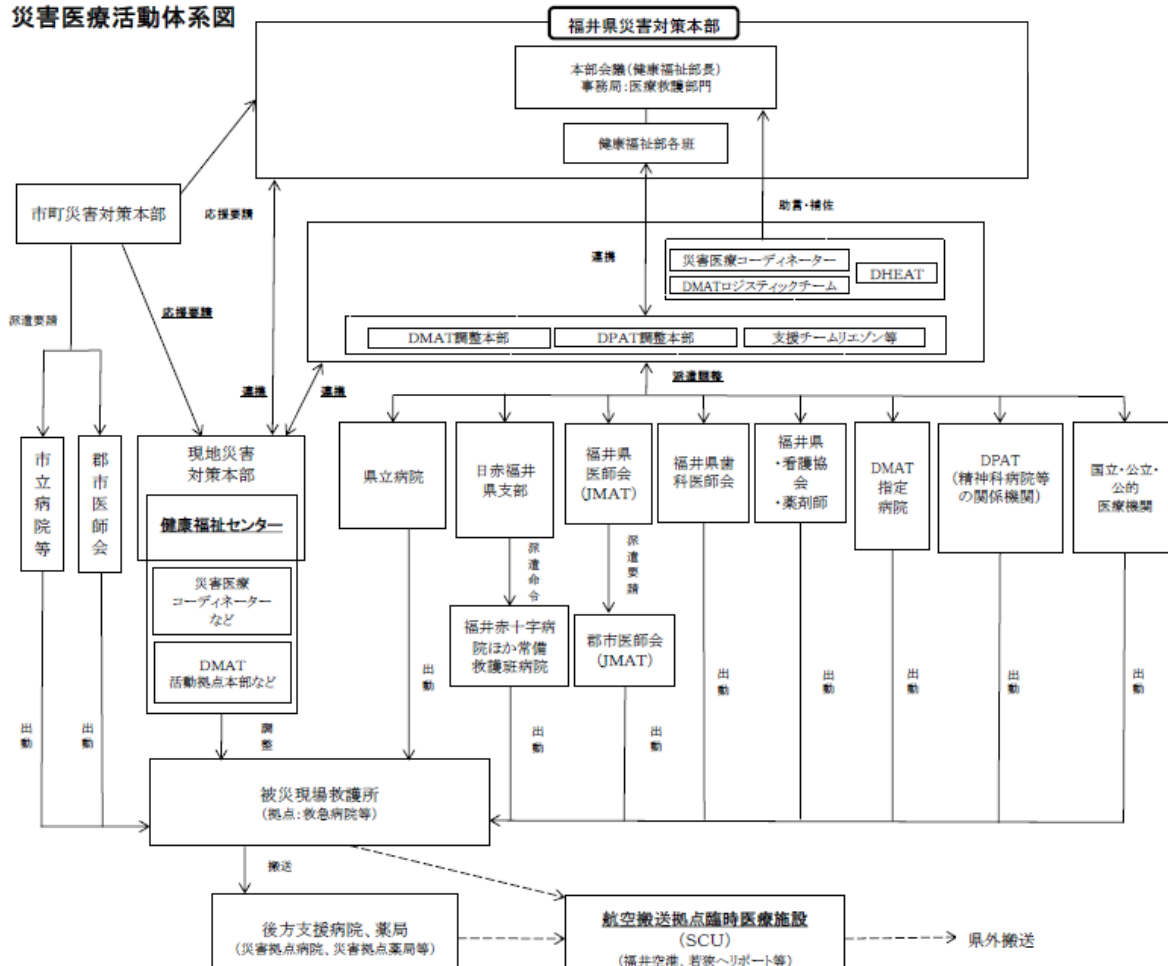 災害医療活動体系図
福井県災害対策本部
本部会議(健康福祉部長)
事務局:医療救護部門
健康福祉部各班
市町災害対策本部
応援要請
助言・補佐
連携
災害医療コーディネーター
DMATロジスティックチーム
DHEAT
派遣要請
応援要請
DMAT調整本部
DPAT調整本部
支援チームリエゾン等
連携
連携
派遣調整
市立病院等
郡市医師会
現地災害
対策本部
健康福祉センター
災害医療
コーディネーター
など
DMAT
活動拠点本部など
県立病院
日赤福井
県支部
福井県
医師会
(JMAT)
福井県歯
科医師会
福井県
・看護協
会
・薬剤師
DMAT
指定
病院
DPAT
(精神科病院等
の関係機関)
国立・公立・
公的
医療機関
派遣命令
派遣要請
福井赤十字病
院ほか常備
救護班病院
郡市医師会
(JMAT)
出動
出動
調整
出動
出動
出動
出動
出動
出動
出動
出動
被災現場救護所
(拠点:救急病院等)
搬送
後方支援病院、薬局
(災害拠点病院、災害拠点薬局等)
航空搬送拠点臨時医療施設
(SCU)
(福井空港、若狭ヘリポート等)
県外搬送